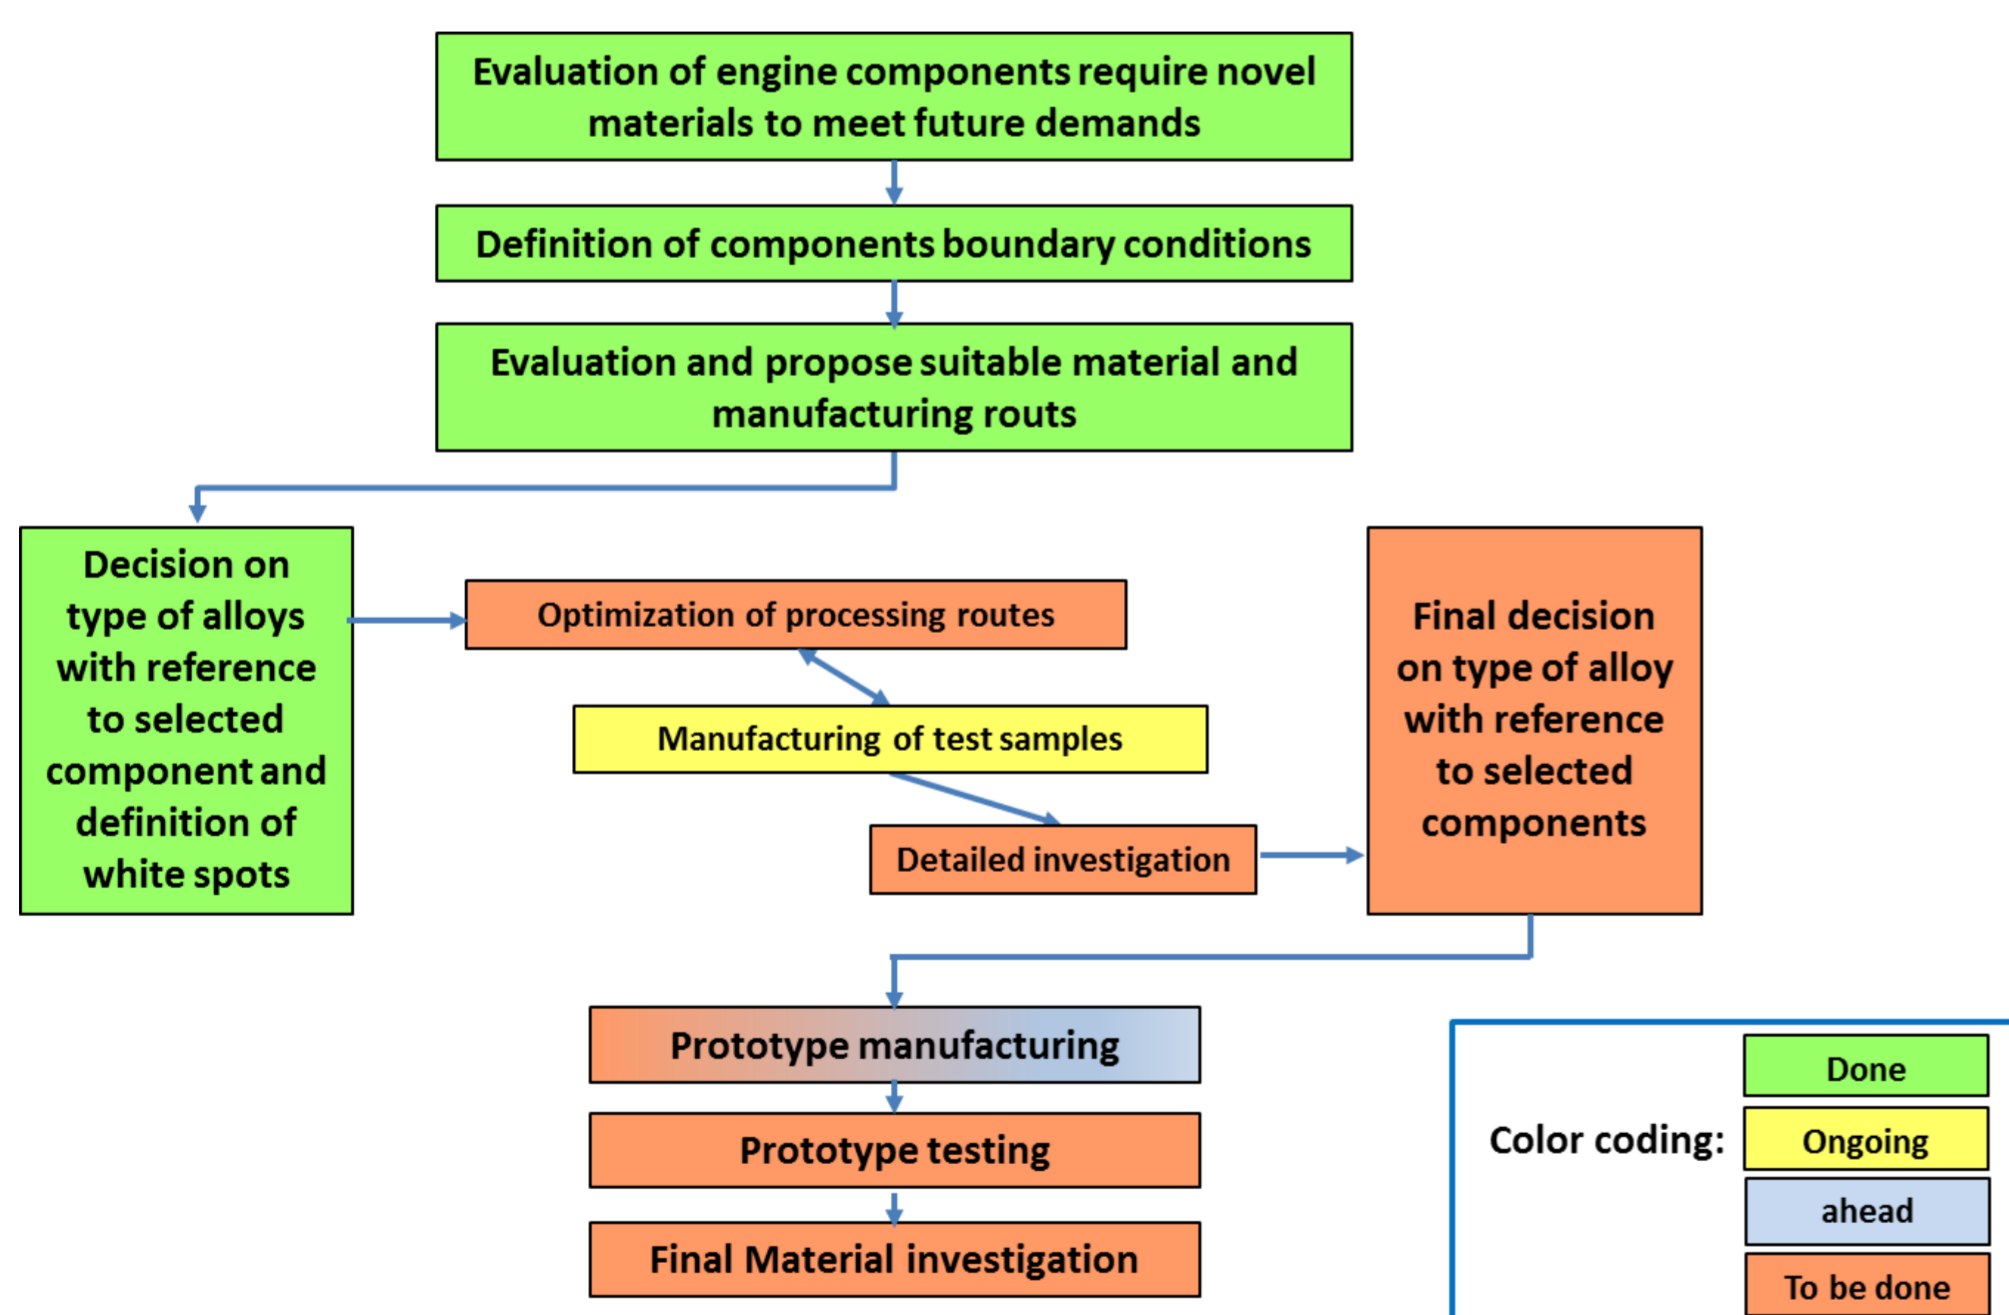 Evaluation of engine components require novel
materials to meet future demands
Definition of components boundary conditions
Evaluation and propose suitable material and
manufacturing routs
Decision on
type of alloys
with reference
to selected
component and
definition of
white spots
Optimization of processing routes
Manufacturing of test samples
Detailed investigation
Final decision
on type of alloy
with reference
to selected
components
Prototype manufacturing
Prototype testing
Final Material investigation
Color coding:
Done
Ongoing
ahead
To be done